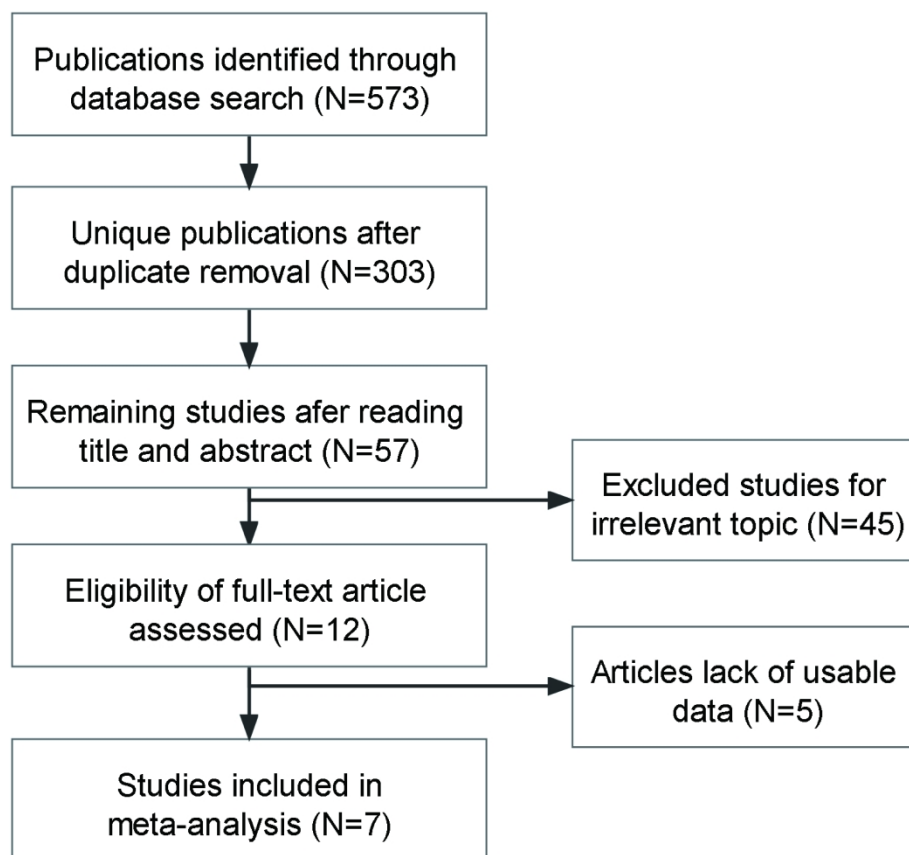 Publications identified through
database search (N=573)
Unique publications after
duplicate removal (N=303)
Remaining studies afer reading
title and abstract (N=57)
Excluded studies for
irrelevant topic (N=45)
Eligibility of full-text article
assessed (N=12)
Articles lack of usable
data (N=5)
Studies included in
meta-analysis (N=7)